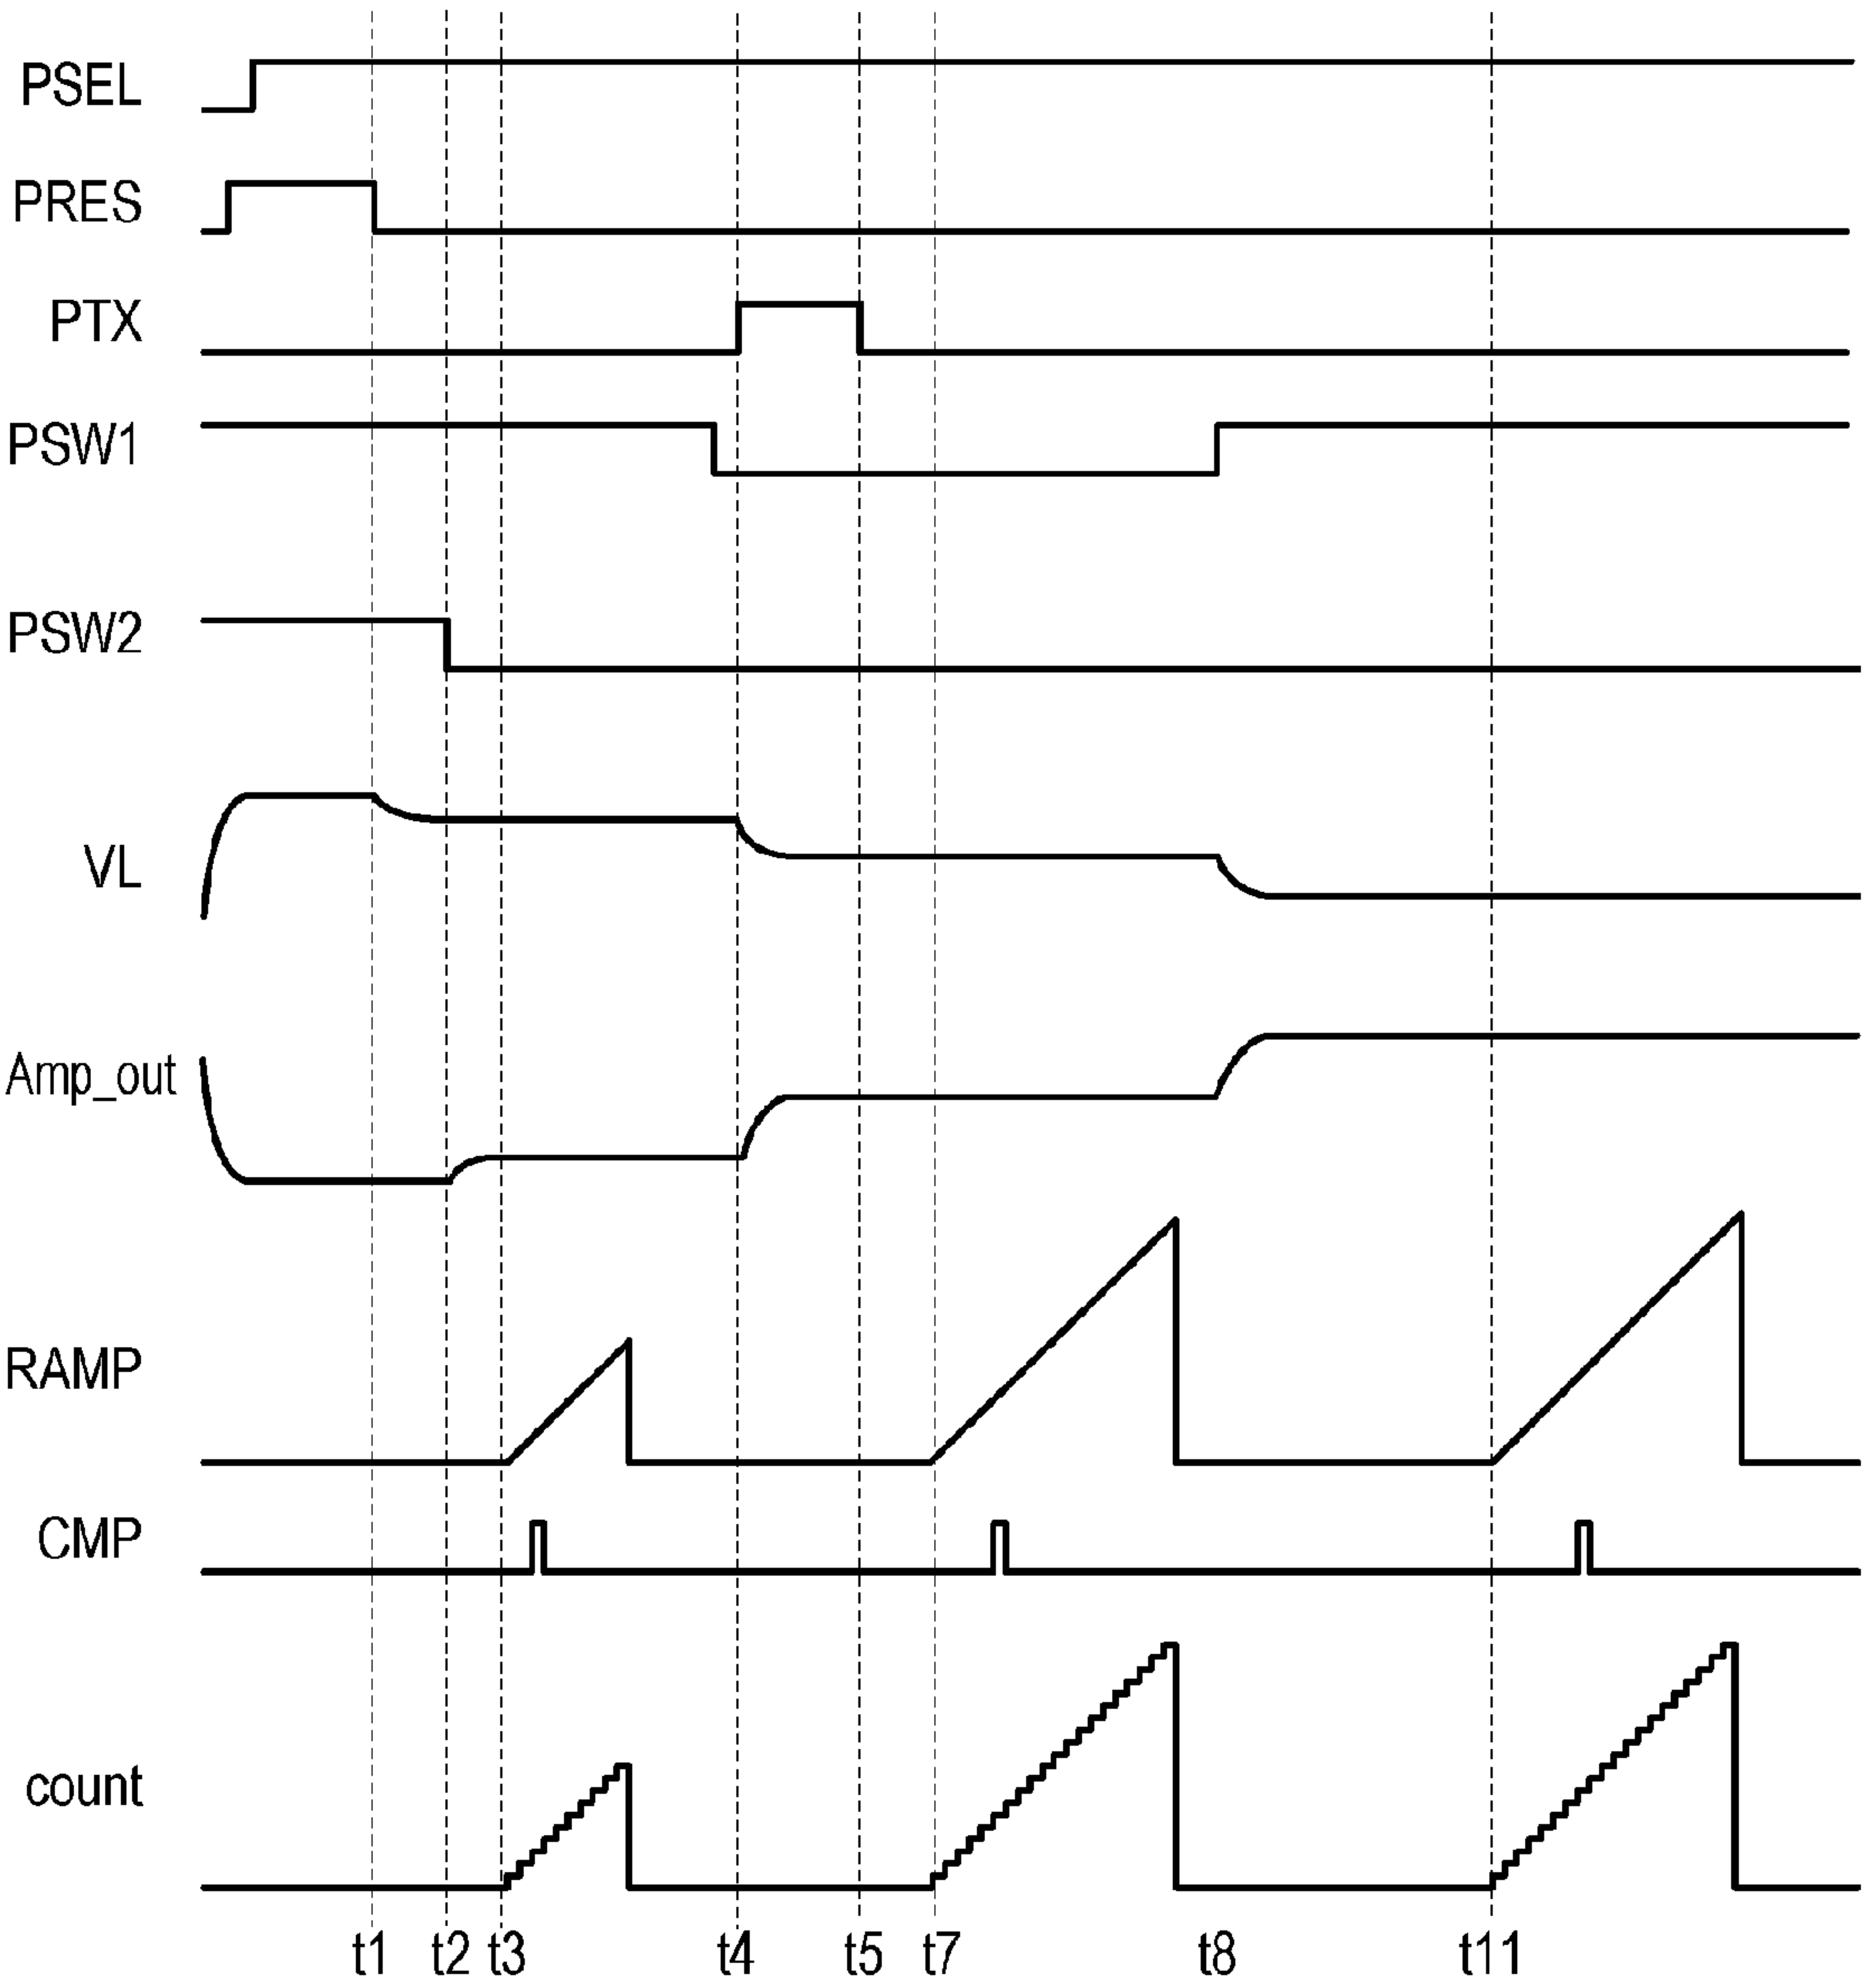 PSEL
PRES
PTX
PSW1
PSW2
VL
Amp_out
RAMP
CMP
count
t1 t2 t3 t4 t5 t7 t8 t11